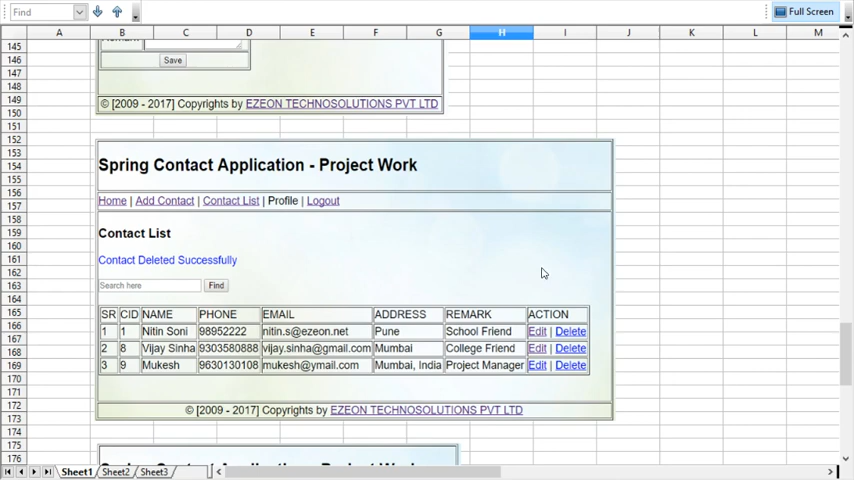 Find
Full Screen
A B C D E F G H I J K L M
145
146 Save
147
148
149 © [2009 - 2017] Copyrights by EZEON TECHNOSOLUTIONS PVT LTD
150
151
152
153
154 Spring Contact Application - Project Work
155
156
157 Home | Add Contact | Contact List | Profile | Logout
158
159 Contact List
160
161 Contact Deleted Successfully
162
163 Search here Find
164
165 SR CID NAME PHONE EMAIL ADDRESS REMARK ACTION
166 1 1 Nitin Soni 98952222 nitin.s@ezeon.net Pune School Friend Edit | Delete
167 2 8 Vijay Sinha 9303580888 vijay.sinha@gmail.com Mumbai College Friend Edit | Delete
168 3 9 Mukesh 9630130108 mukesh@ymail.com Mumbai, India Project Manager Edit | Delete
169
170
171
172 © [2009 - 2017] Copyrights by EZEON TECHNOSOLUTIONS PVT LTD
173
174
175
176
Sheet1 Sheet2 Sheet3